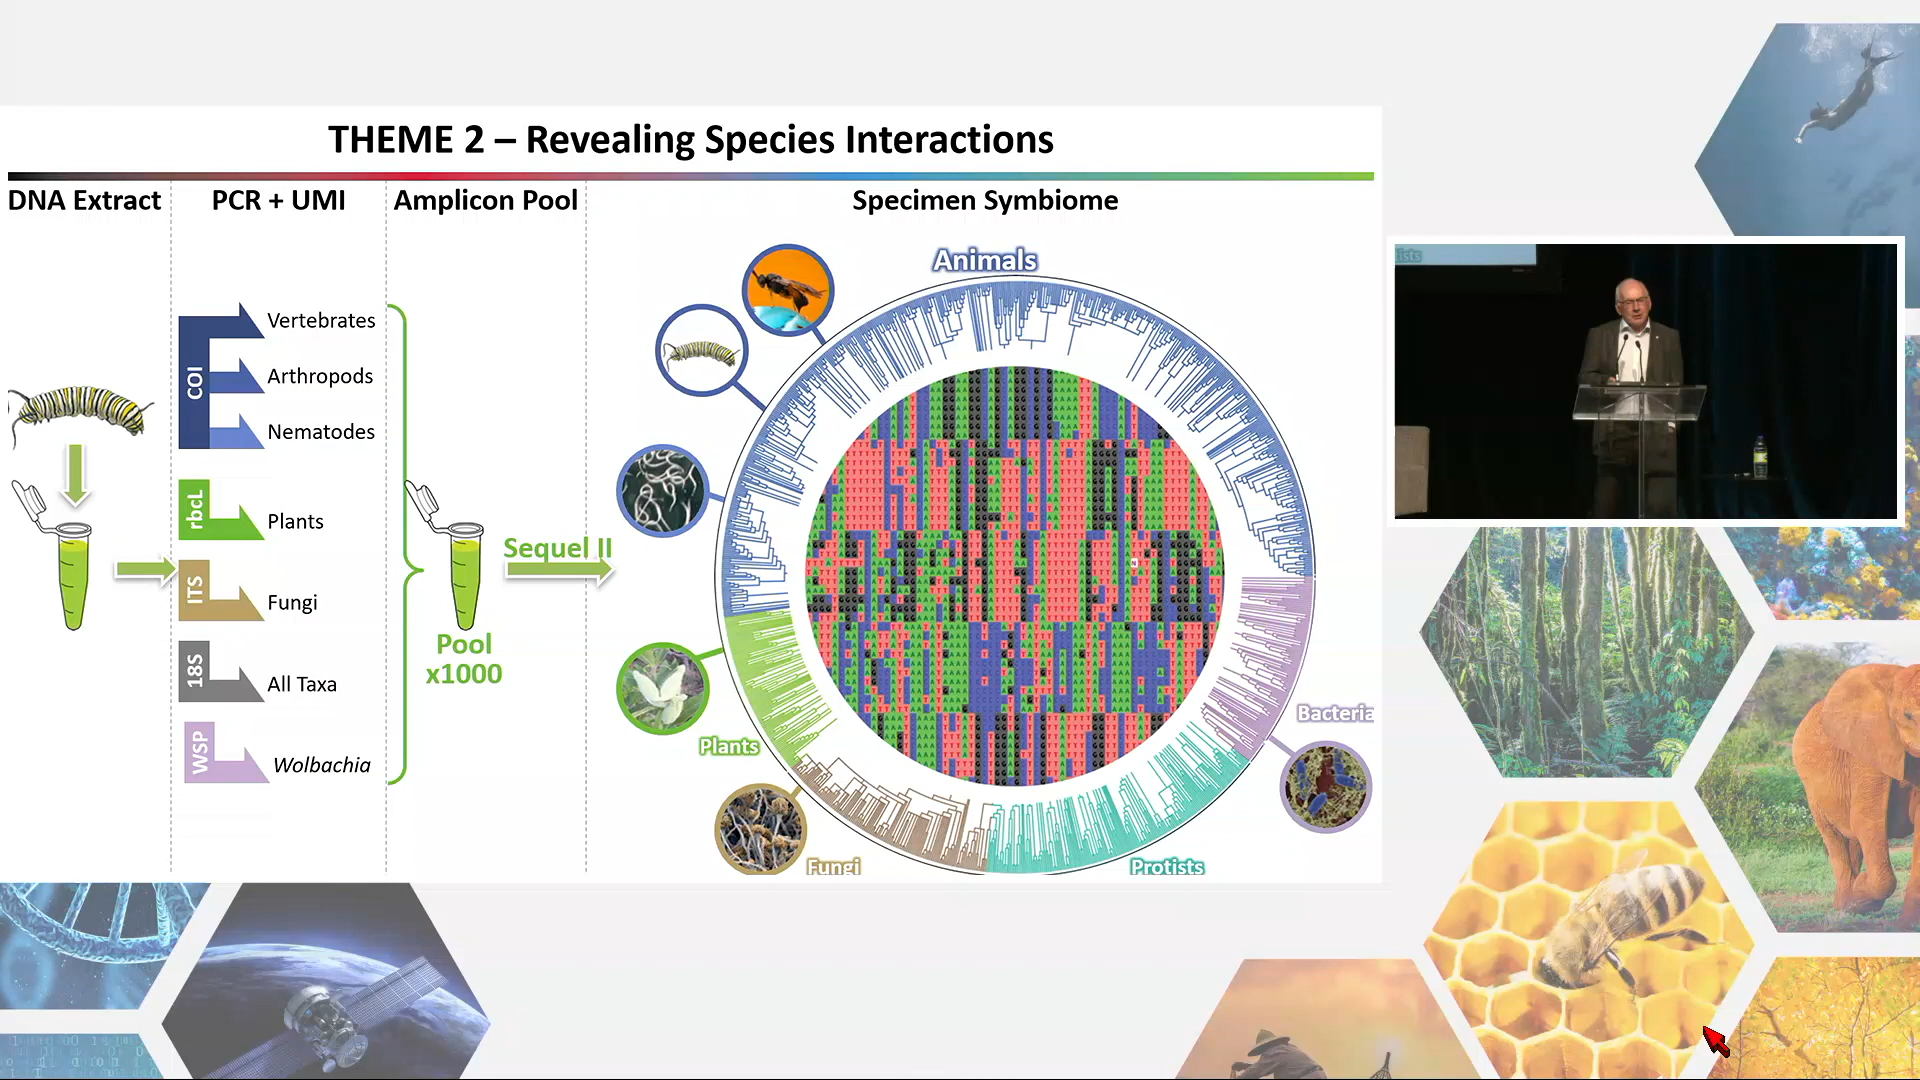 THEME 2 – Revealing Species Interactions
DNA Extract
PCR + UMI
Amplicon Pool
Specimen Symbiome
COI
Vertebrates
Arthropods
Nematodes
rbcL
Plants
ITS
Fungi
18S
All Taxa
WSP
Wolbachia
Pool
x1000
Sequel II
Animals
Plants
Fungi
Protists
Bacteria